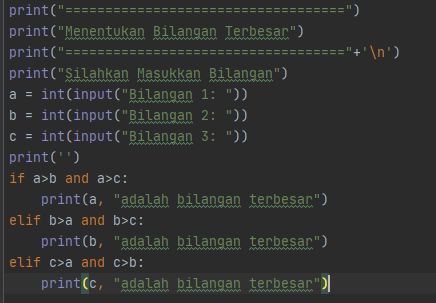 print("===================================")
print("Menentukan Bilangan Terbesar")
print("==================================="+'\n')
print("Silahkan Masukkan Bilangan")
a = int(input("Bilangan 1: "))
b = int(input("Bilangan 2: "))
c = int(input("Bilangan 3: "))
print('')
if a>b and a>c:
    print(a, "adalah bilangan terbesar")
elif b>a and b>c:
    print(b, "adalah bilangan terbesar")
elif c>a and c>b:
    print(c, "adalah bilangan terbesar")